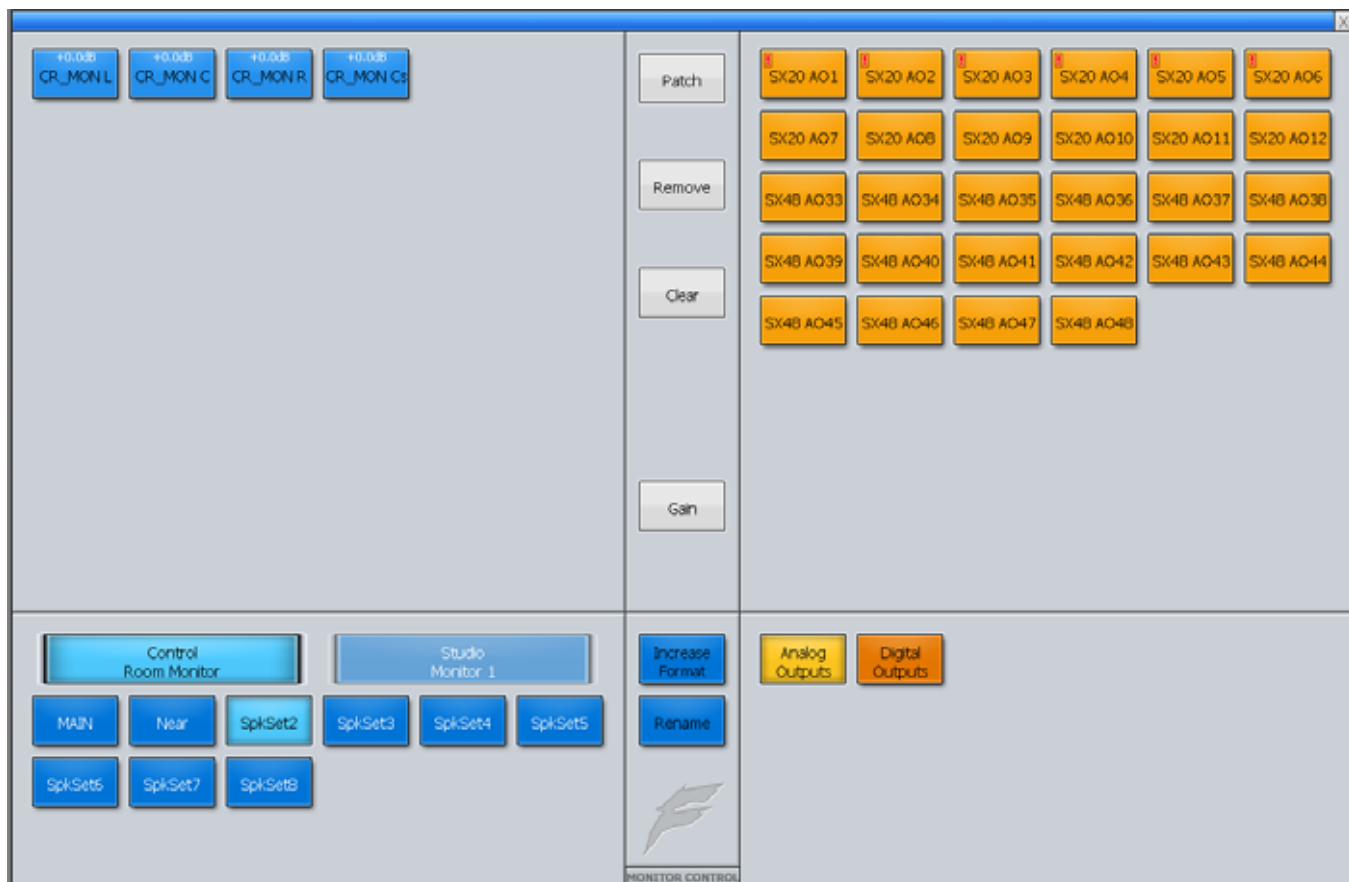 X
+0.0dB +0.0dB +0.0dB +0.0dB
CR_MON L CR_MON C CR_MON R CR_MON Cs
Patch
Remove
Clear
Gain
! ! ! ! ! !
SX20 AO1 SX20 AO2 SX20 AO3 SX20 AO4 SX20 AO5 SX20 AO6
SX20 AO7 SX20 AO8 SX20 AO9 SX20 AO10 SX20 AO11 SX20 AO12
SX48 AO33 SX48 AO34 SX48 AO35 SX48 AO36 SX48 AO37 SX48 AO38
SX48 AO39 SX48 AO40 SX48 AO41 SX48 AO42 SX48 AO43 SX48 AO44
SX48 AO45 SX48 AO46 SX48 AO47 SX48 AO48
Control
Room Monitor
Studio
Monitor 1
MAIN Near SpkSet2 SpkSet3 SpkSet4 SpkSet5
SpkSet6 SpkSet7 SpkSet8
Increase
Format
Rename
MONITOR CONTROL
Analog
Outputs
Digital
Outputs